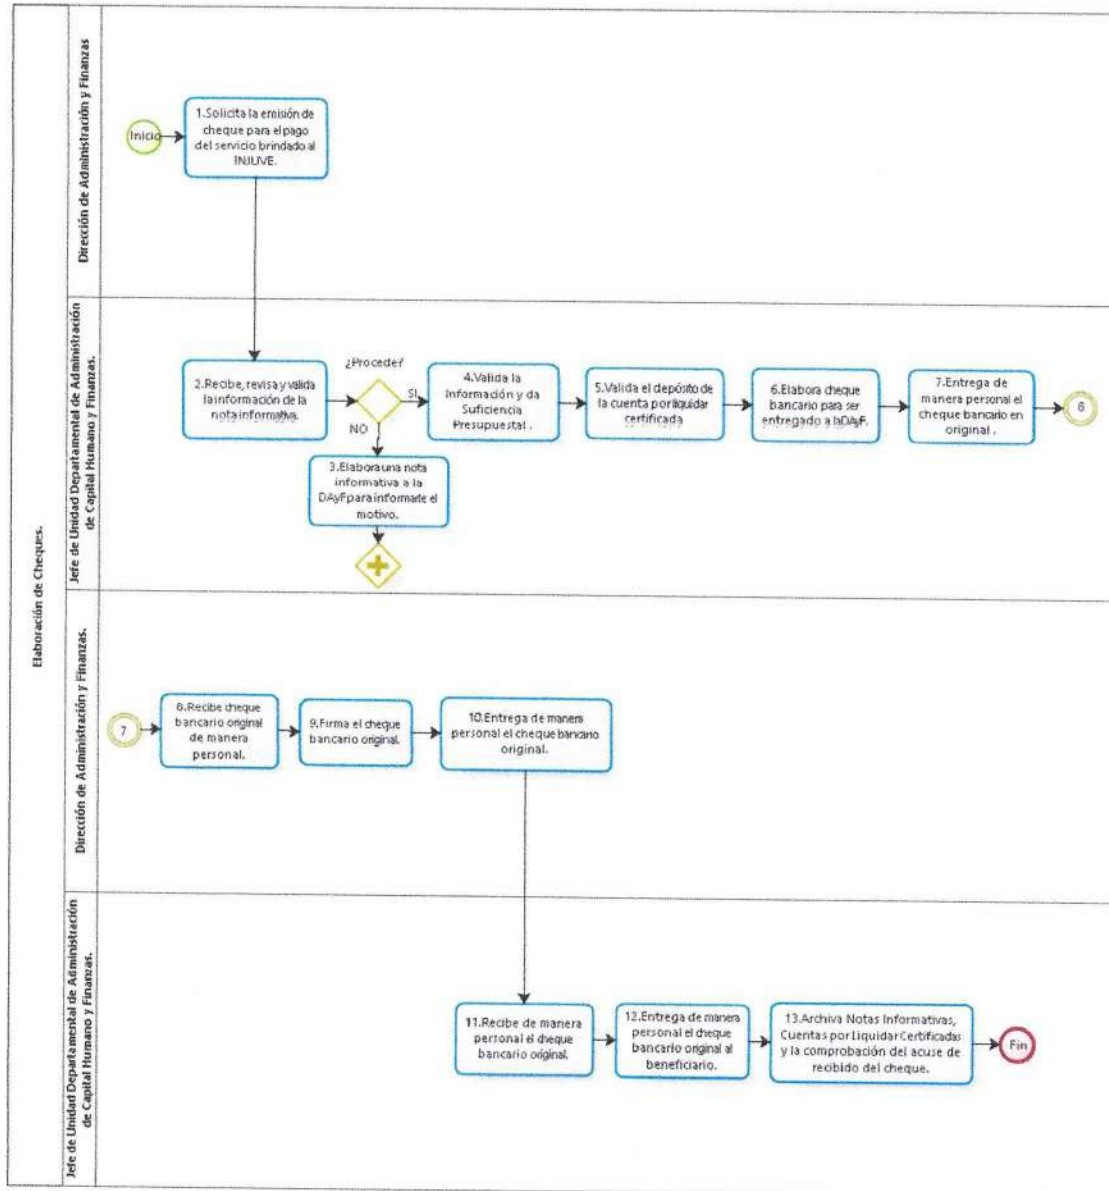 Elaboración de Cheques.
Dirección de Administración y Finanzas
Inicio
1.Solicita la emisión de
cheque para el pago
del servicio brindado al
INJUVE.
Jefe de Unidad Departamental de Administración
de Capital Humano y Finanzas.
2.Recibe, revisa y valida
la información de la
nota informativa.
¿Procede?
SI
NO
3.Elabora una nota
informativa a la
DAyF para informarle el
motivo.
4.Valida la
Información y da
Suficiencia
Presupuestal .
5.Valida el depósito de
la cuenta por liquidar
certificada
6.Elabora cheque
bancario para ser
entregado a la DAyF.
7.Entrega de
manera personal el
cheque bancario en
original .
8
Dirección de Administración y Finanzas.
7
8.Recibe cheque
bancario original
de manera
personal.
9.Firma el cheque
bancario original.
10.Entrega de manera
personal el cheque bancario
original.
Jefe de Unidad Departamental de Administración
de Capital Humano y Finanzas.
11.Recibe de manera
personal el cheque
bancario original.
12.Entrega de manera
personal el cheque
bancario original al
beneficiario.
13.Archiva Notas Informativas,
Cuentas por Liquidar Certificadas
y la comprobación del acuse de
recibido del cheque.
Fin